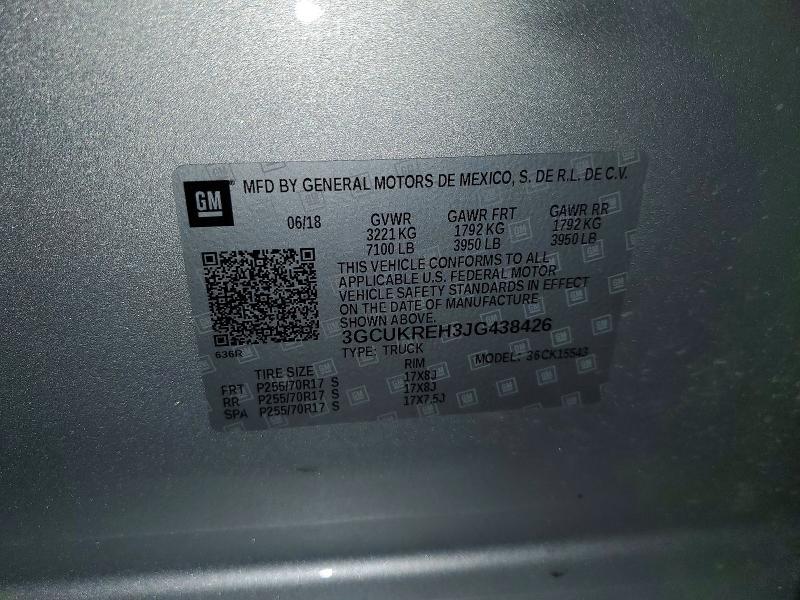 GM MFD BY GENERAL MOTORS DE MEXICO, S. DE R.L. DE C.V.
06/18 GVWR GAWR FRT GAWR RR
3221 KG 1792 KG 1792 KG
7100 LB 3950 LB 3950 LB
THIS VEHICLE CONFORMS TO ALL
APPLICABLE U.S. FEDERAL MOTOR
VEHICLE SAFETY STANDARDS IN EFFECT
ON THE DATE OF MANUFACTURE
SHOWN ABOVE.
3GCUKREH3JG438426
636R
TYPE: TRUCK MODEL: 36CK15543
TIRE SIZE RIM
FRT P255/70R17 S 17X8J
RR P255/70R17 S 17X8J
SPA P255/70R17 S 17X7.5J